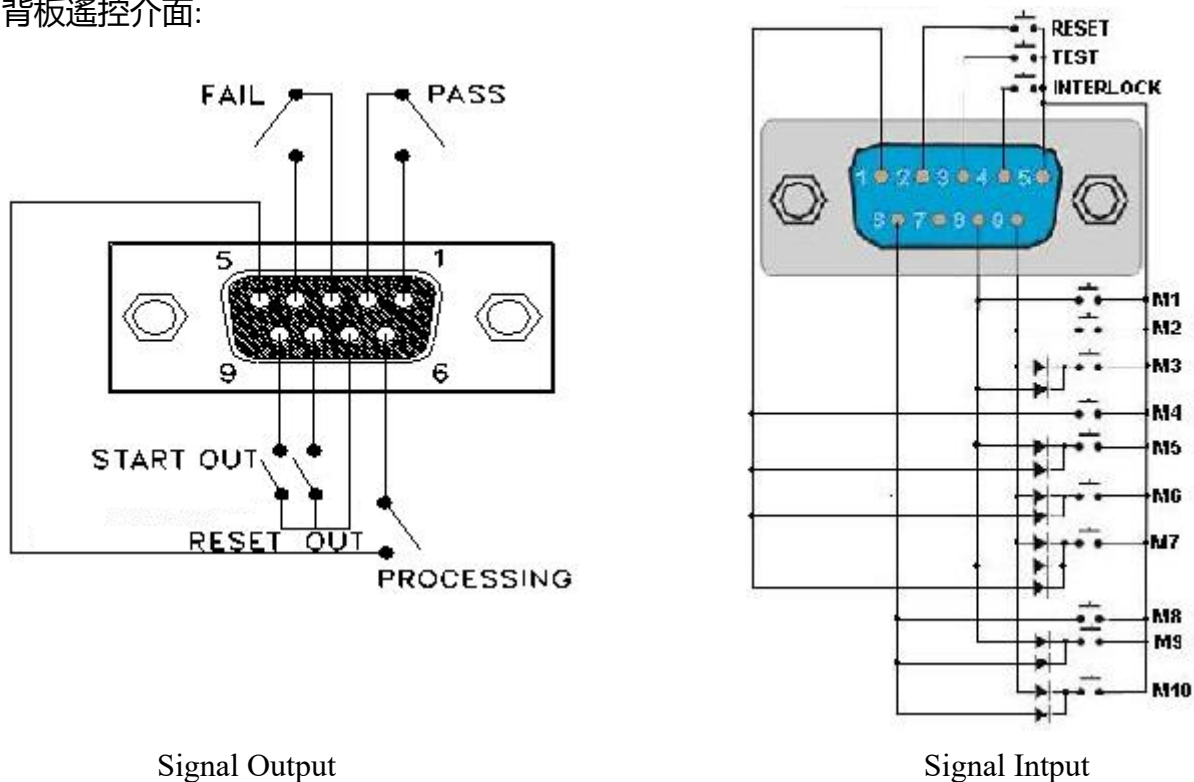 背板遙控介面:
FAIL
PASS
5
1
9
6
START OUT
RESET OUT
PROCESSING
Signal Output
RESET
TEST
INTERLOCK
1 2 3 4 5
6 7 8 9
M1
M2
M3
M4
M5
M6
M7
M8
M9
M10
Signal Intput